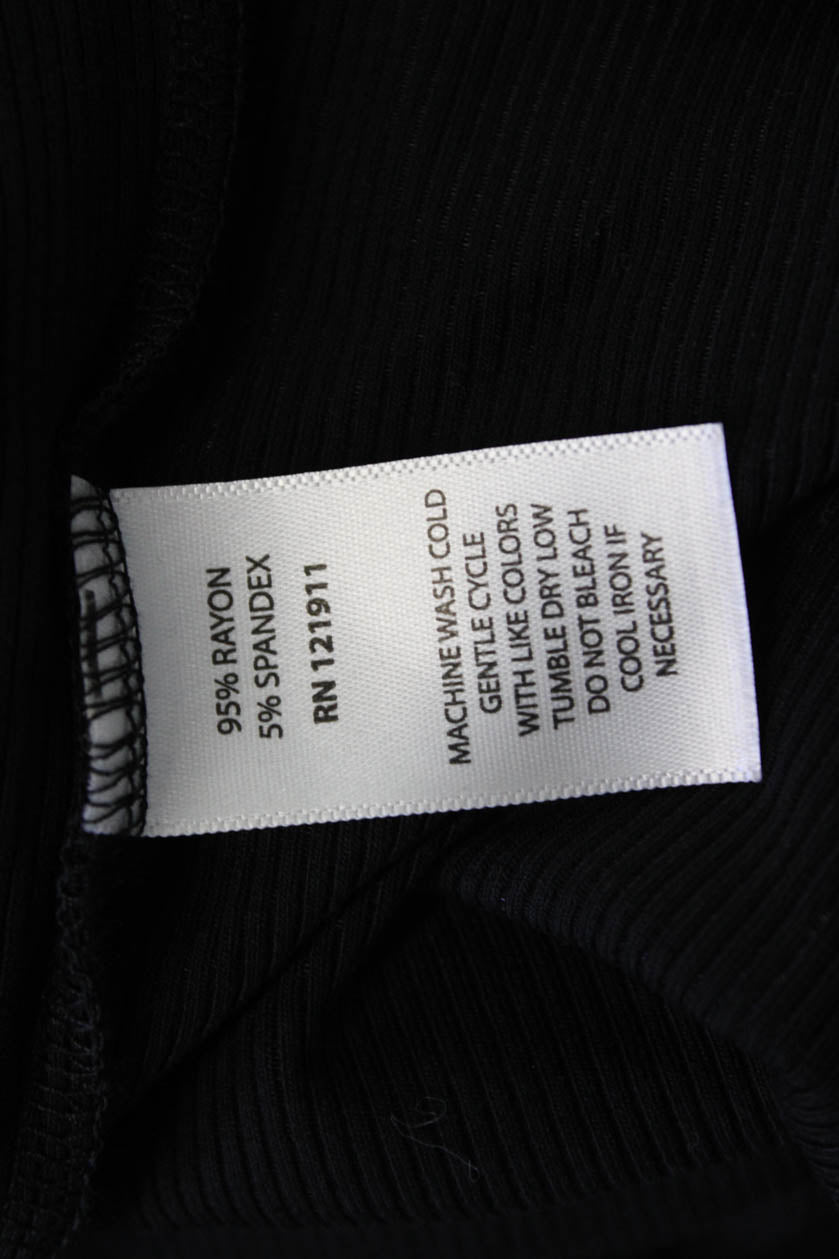 95% RAYON
5% SPANDEX
RN 121911
MACHINE WASH COLD
GENTLE CYCLE
WITH LIKE COLORS
TUMBLE DRY LOW
DO NOT BLEACH
COOL IRON IF
NECESSARY